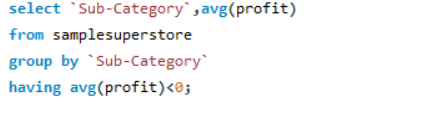 select `Sub-Category`,avg(profit)
from samplesuperstore
group by `Sub-Category`
having avg(profit)<0;